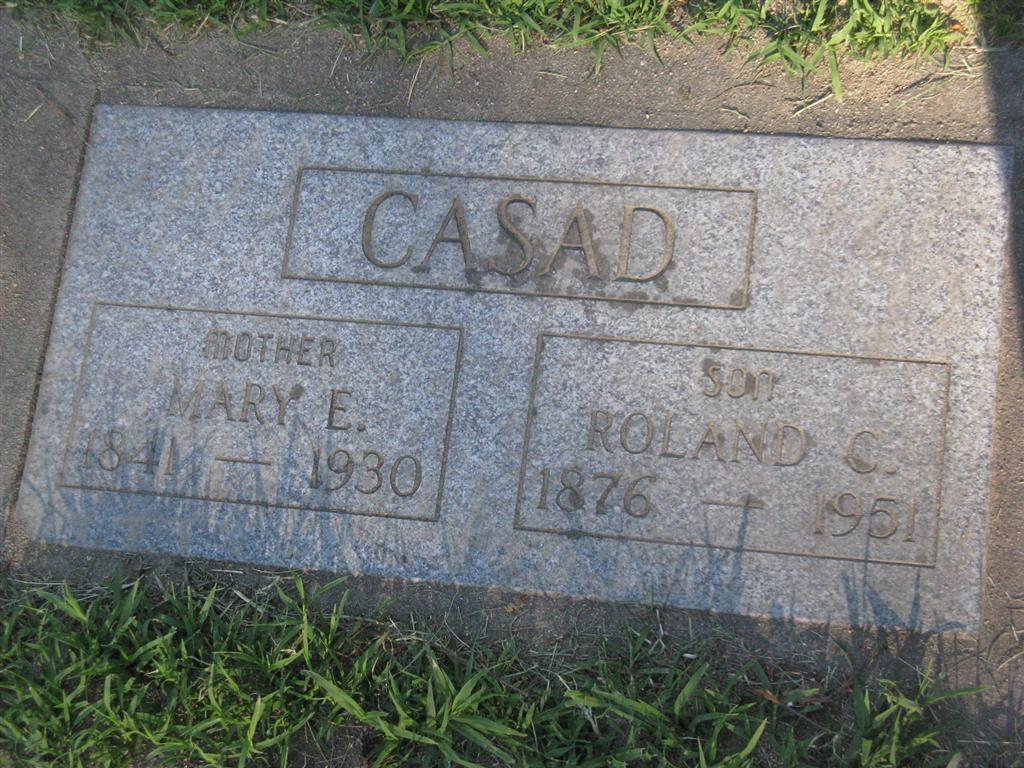 CASAD
MOTHER
MARY E.
1841 — 1930
SON
ROLAND C.
1876 — 1951